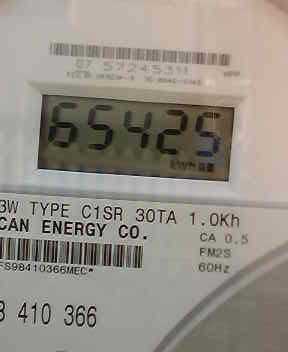 07 57245311
65425
kWh
3W TYPE C1SR 30TA 1.0Kh
CAN ENERGY CO.
CA 0.5
FM2S
60Hz
FS98410366MEC*
8 410 366